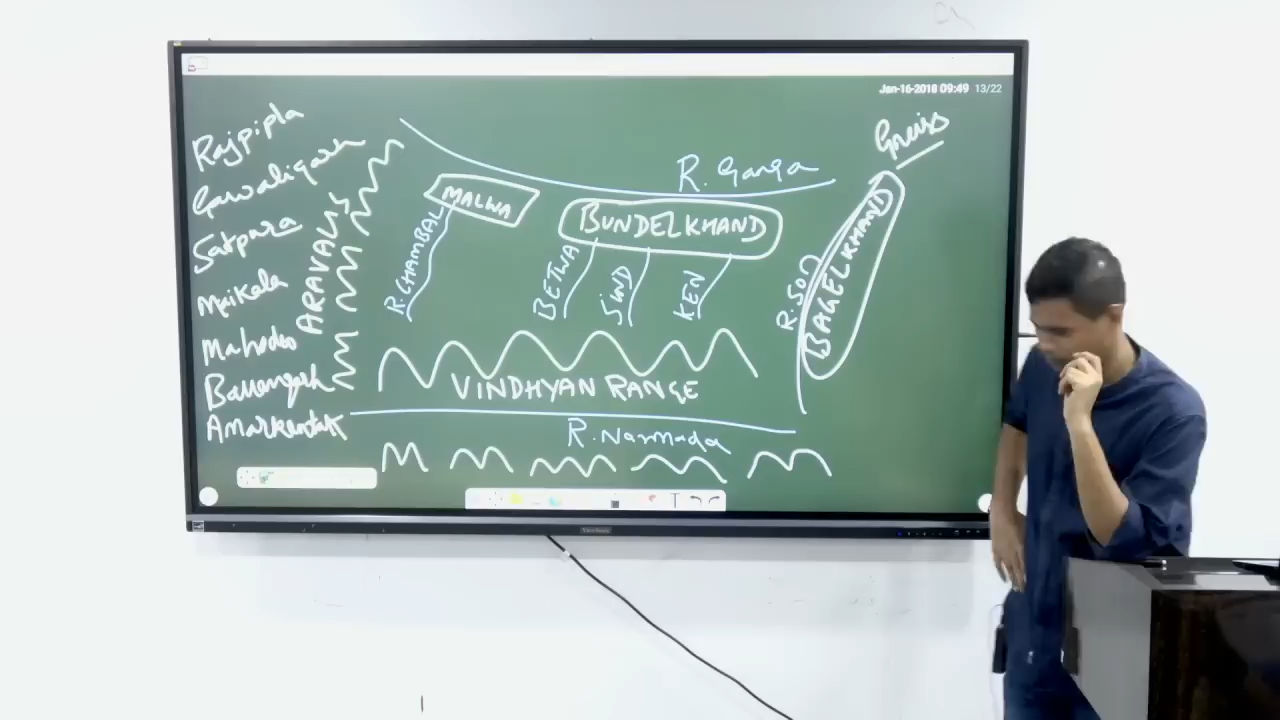 Jan-16-2018 09:49 13/22
Gneiss
Rajpipla
Gawaligarh
Satpura
Maikala
Mahadeo
Amarkantak
ARAVALIS
R. Ganga
MALWA
BUNDELKHAND
R. CHAMBAL
BETWA
SIND
KEN
R. SON
BAGELKHAND
VINDHYAN RANGE
R. Narmada
ViewSonic